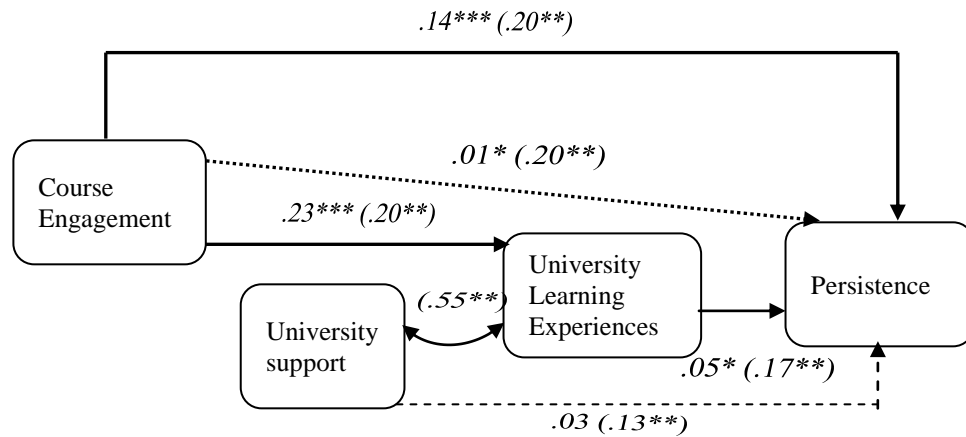 .14*** (.20**)
.01* (.20**)
Course
Engagement
.23*** (.20**)
University
Learning
Experiences
Persistence
(.55**)
University
support
.05* (.17**)
.03 (.13**)